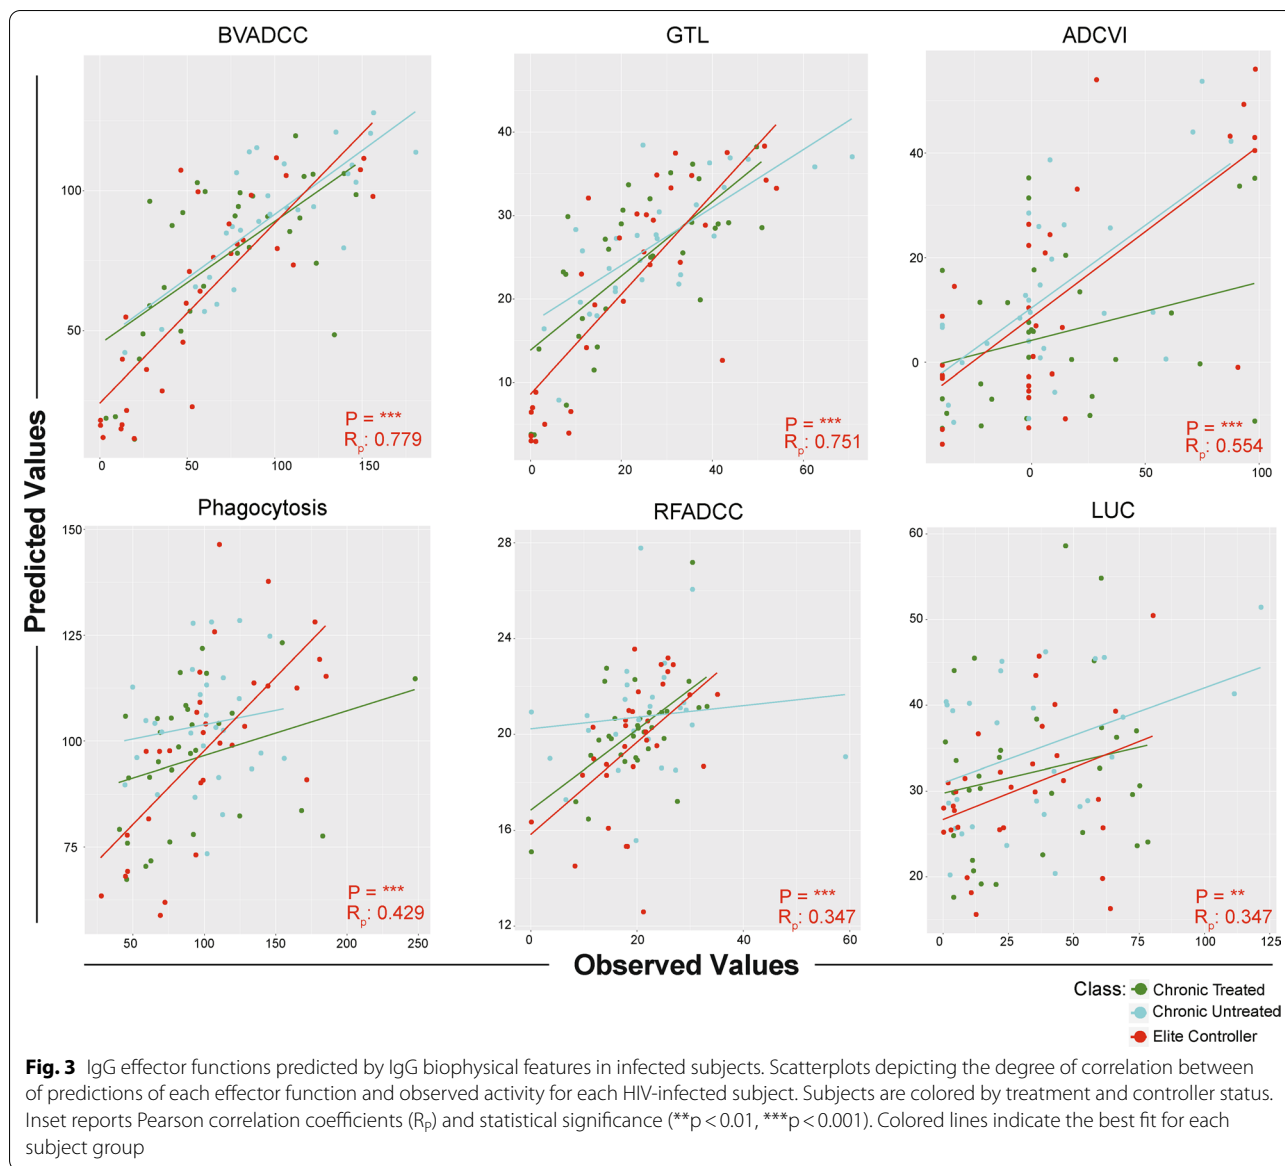 BVADCC
GTL
ADCVI
100
50
0
50
100
150
P = ***
Rp: 0.779
40
30
20
10
0
20
40
60
P = ***
Rp: 0.751
40
20
0
0
50
100
P = ***
Rp: 0.554
Predicted Values
Phagocytosis
RFADCC
LUC
150
125
100
75
50
100
150
200
250
P = ***
Rp: 0.429
28
24
20
16
12
0
20
40
60
P = ***
Rp: 0.347
60
50
40
30
20
0
25
50
75
100
125
P = **
Rp: 0.347
Observed Values
Class:
Chronic Treated
Chronic Untreated
Elite Controller
Fig. 3 IgG effector functions predicted by IgG biophysical features in infected subjects. Scatterplots depicting the degree of correlation between
of predictions of each effector function and observed activity for each HIV-infected subject. Subjects are colored by treatment and controller status.
Inset reports Pearson correlation coefficients (RP) and statistical significance (**p < 0.01, ***p < 0.001). Colored lines indicate the best fit for each
subject group